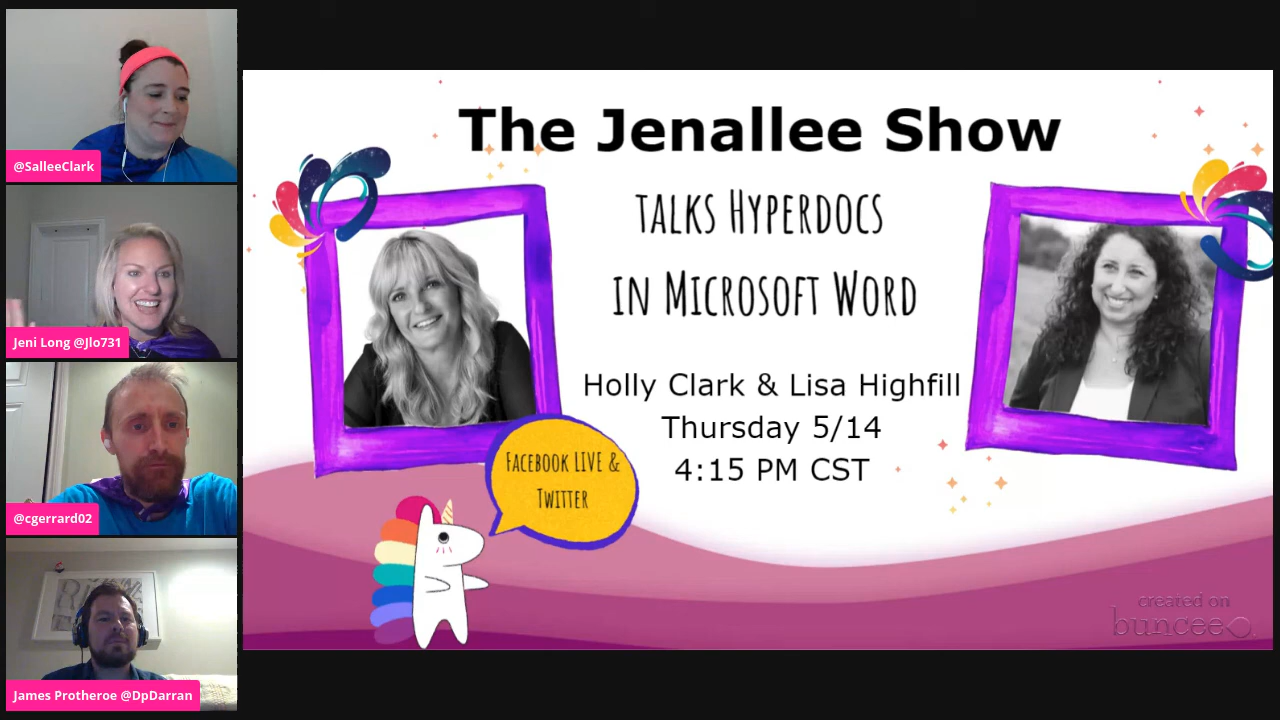 @SalleeClark
Jeni Long @Jlo731
@cgerrard02
James Protheroe @DpDarran
The Jenallee Show
talks Hyperdocs
in Microsoft Word
Holly Clark & Lisa Highfill
Thursday 5/14
4:15 PM CST
Facebook LIVE &
Twitter
created on
buncee